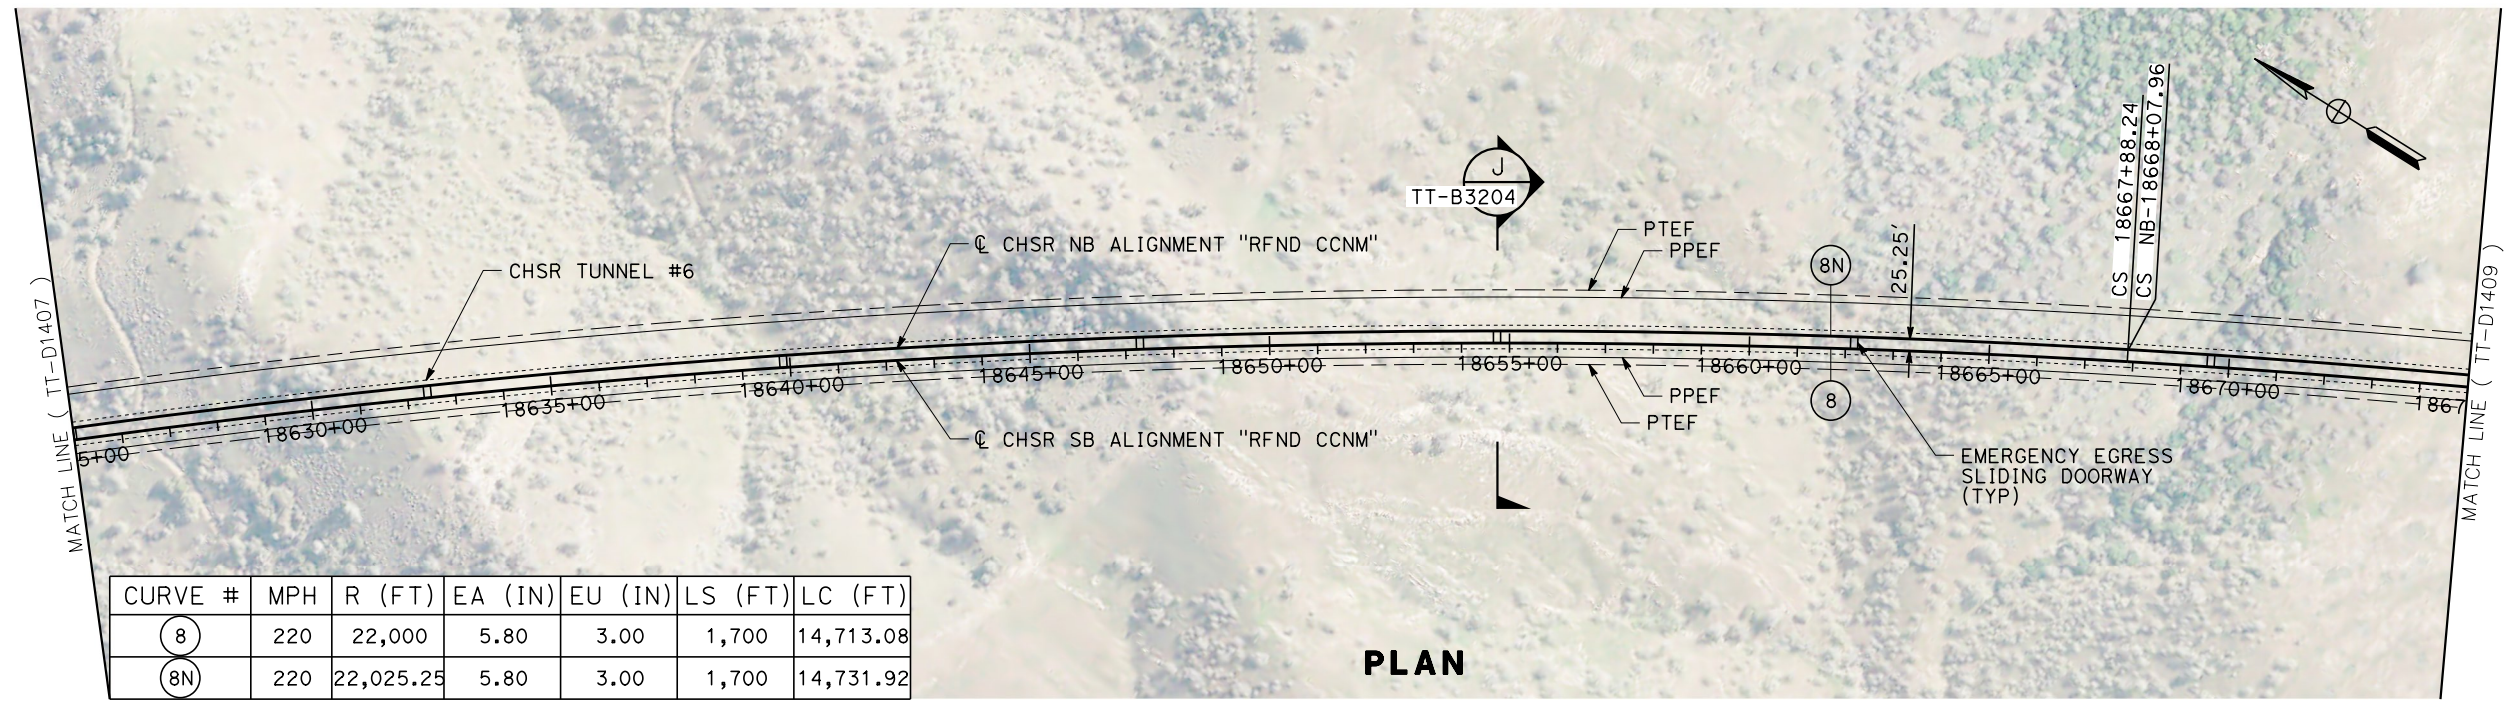 CS 18667+88.24
CS NB-18668+07.96
J
TT-B3204
PTEF
PPEF
℄ CHSR NB ALIGNMENT "RFND CCNM"
CHSR TUNNEL #6
8N
25.25'
MATCH LINE ( TT-D1407 )
MATCH LINE ( TT-D1409 )
5+00
18630+00
18635+00
18640+00
18645+00
18650+00
18655+00
18660+00
18665+00
18670+00
1867
PPEF
PTEF
8
℄ CHSR SB ALIGNMENT "RFND CCNM"
EMERGENCY EGRESS
SLIDING DOORWAY
(TYP)
CURVE # MPH R (FT) EA (IN) EU (IN) LS (FT) LC (FT)
8 220 22,000 5.80 3.00 1,700 14,713.08
8N 220 22,025.25 5.80 3.00 1,700 14,731.92
PLAN